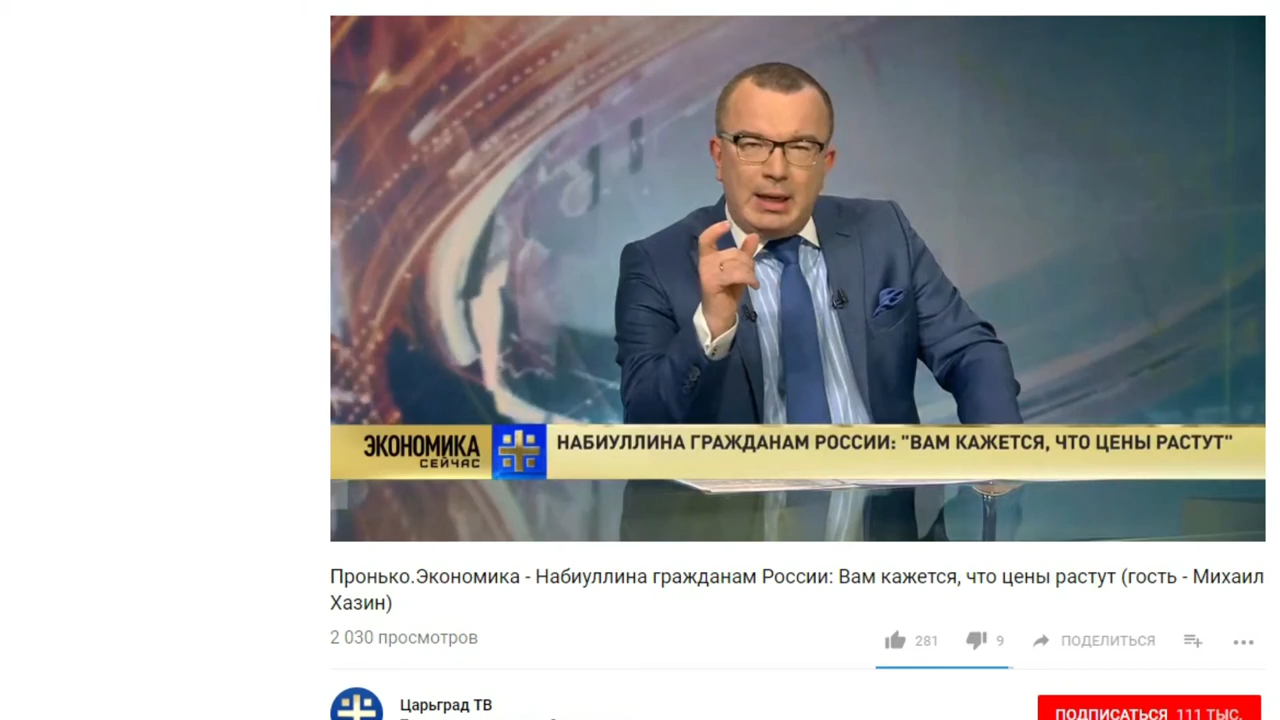 ЭКОНОМИКА
СЕЙЧАС
НАБИУЛЛИНА ГРАЖДАНАМ РОССИИ: "ВАМ КАЖЕТСЯ, ЧТО ЦЕНЫ РАСТУТ"
Пронько.Экономика - Набиуллина гражданам России: Вам кажется, что цены растут (гость - Михаил
Хазин)
2 030 просмотров
281
9
ПОДЕЛИТЬСЯ
Царьград ТВ
ПОДПИСАТЬСЯ 111 ТЫС.